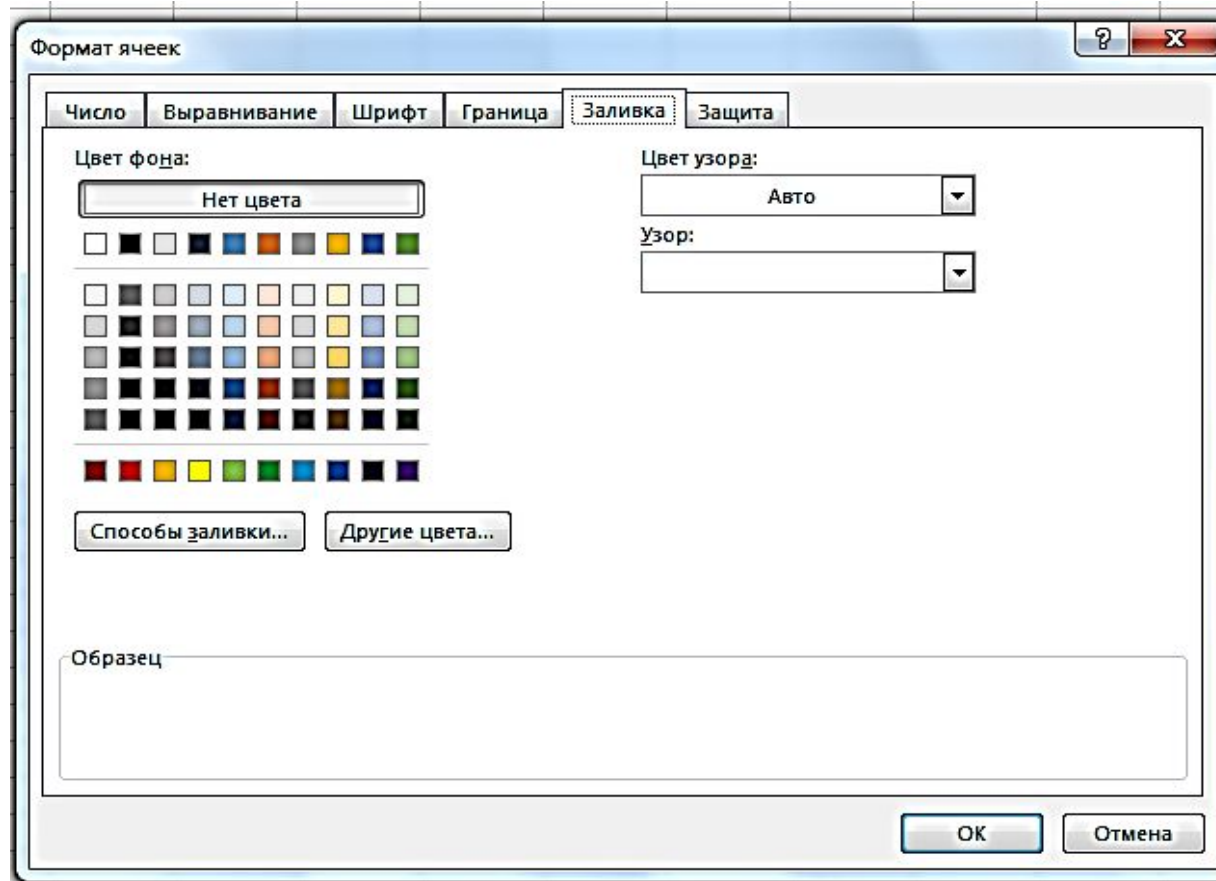 Формат ячеек
Число Выравнивание Шрифт Граница Заливка Защита
Цвет фона:
Нет цвета
Цвет узора:
Авто
Узор:
Способы заливки... Другие цвета...
Образец
ОК Отмена